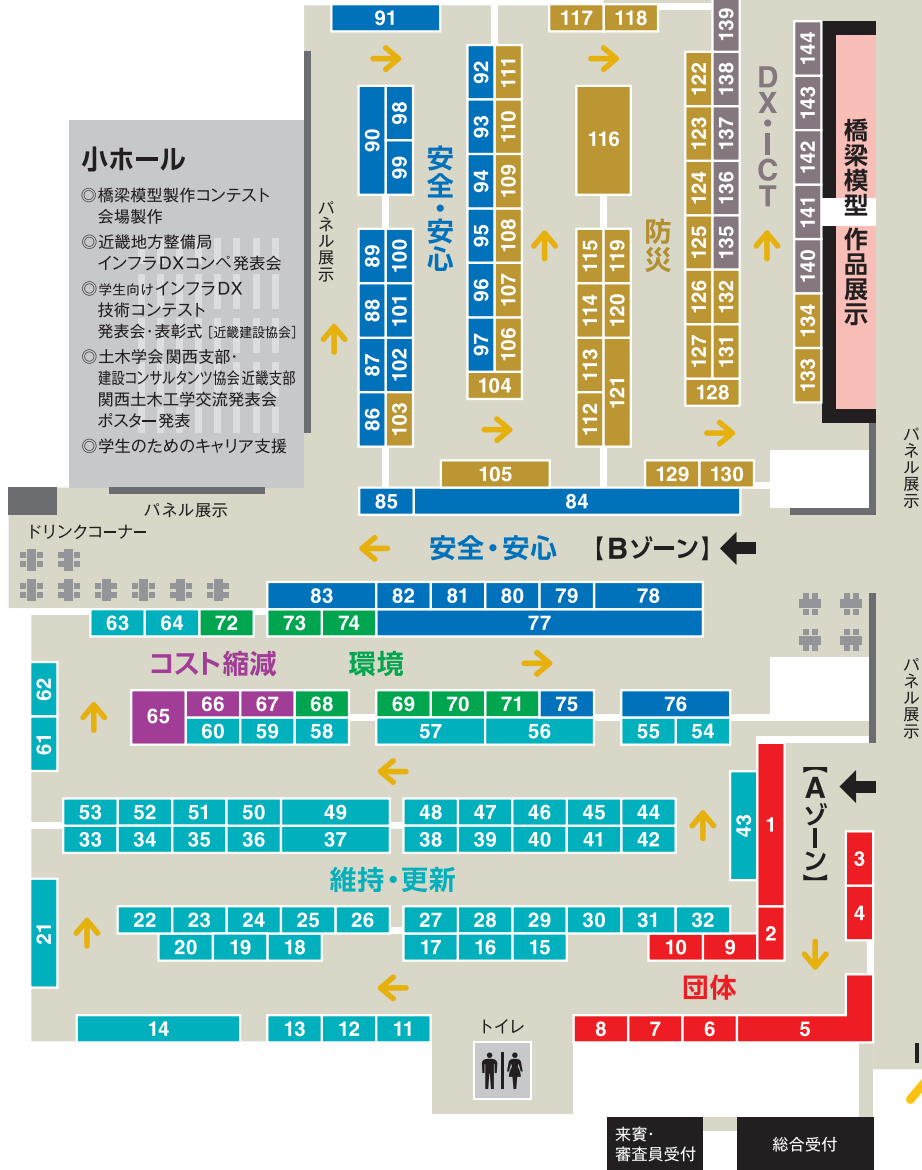 91
117 118
139
小ホール
◎橋梁模型製作コンテスト
会場製作
◎近畿地方整備局
インフラDXコンペ発表会
◎学生向けインフラDX
技術コンテスト
発表会・表彰式［近畿建設協会］
◎土木学会関西支部・
建設コンサルタンツ協会近畿支部
関西土木工学交流発表会
ポスター発表
◎学生のためのキャリア支援
パネル展示
パネル展示
ドリンクコーナー
90 98
99
89 100
88 101
87 102
86 103
安全・安心
92 111
93 110
94 109
95 108
96 107
97 106
104
105
116
115 119
114 120
113 121
112
防災
122 138
123 137
124 136
125 135
126 132
127 131
128
129 130
DX・ICT
144
143
142
141
140
134
133
橋梁模型 作品展示
パネル展示
85 84
安全・安心
【Bゾーン】
83 82 81 80 79 78
63 64 72 73 74 77
コスト縮減
環境
パネル展示
62
61
65 66 67 68 69 70 71 75 76
60 59 58 57 56 55 54
53 52 51 50 49 48 47 46 45 44
33 34 35 36 37 38 39 40 41 42
43
1
【Aゾーン】
3
4
維持・更新
21
22 23 24 25 26 27 28 29 30 31 32
2
20 19 18 17 16 15 10 9
団体
14 13 12 11
トイレ
8 7 6 5
来賓・
審査員受付
総合受付